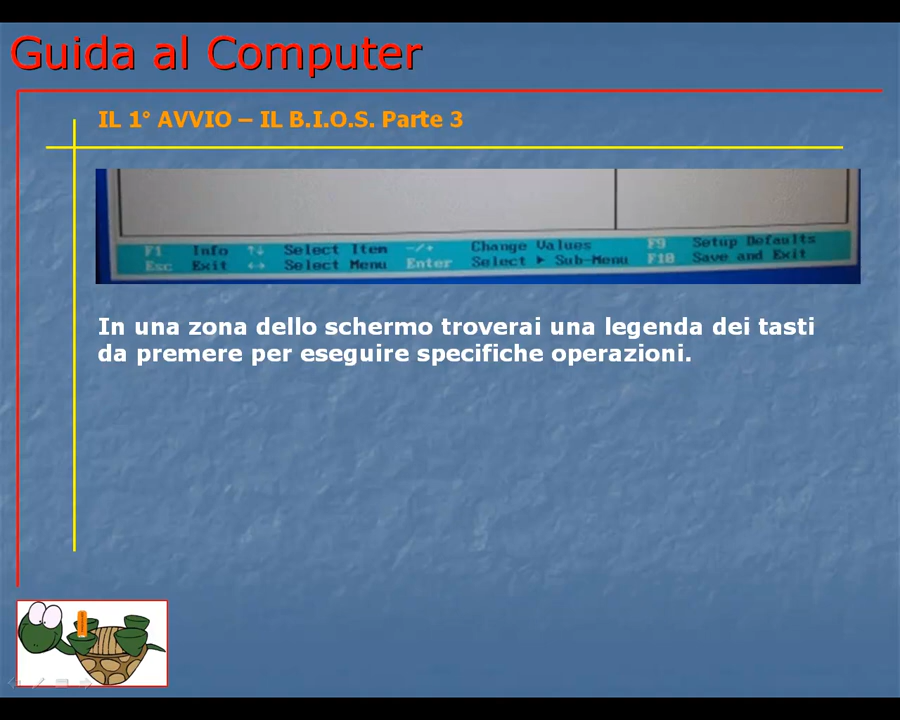 Guida al Computer
IL 1° AVVIO – IL B.I.O.S. Parte 3
F1 Info ↑↓ Select Item -/+ Change Values F9 Setup Defaults
Esc Exit ↔ Select Menu Enter Select ▶ Sub-Menu F10 Save and Exit
In una zona dello schermo troverai una legenda dei tasti
da premere per eseguire specifiche operazioni.